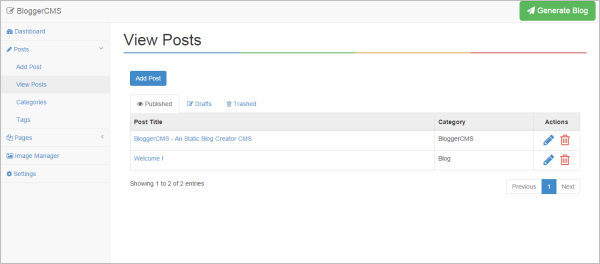 BloggerCMS
Generate Blog
Dashboard
Posts
Add Post
View Posts
Categories
Tags
Pages
Image Manager
Settings
View Posts
Add Post
Published Drafts Trashed
Post Title Category Actions
BloggerCMS - An Static Blog Creator CMS BloggerCMS
Welcome ! Blog
Showing 1 to 2 of 2 entries
Previous 1 Next